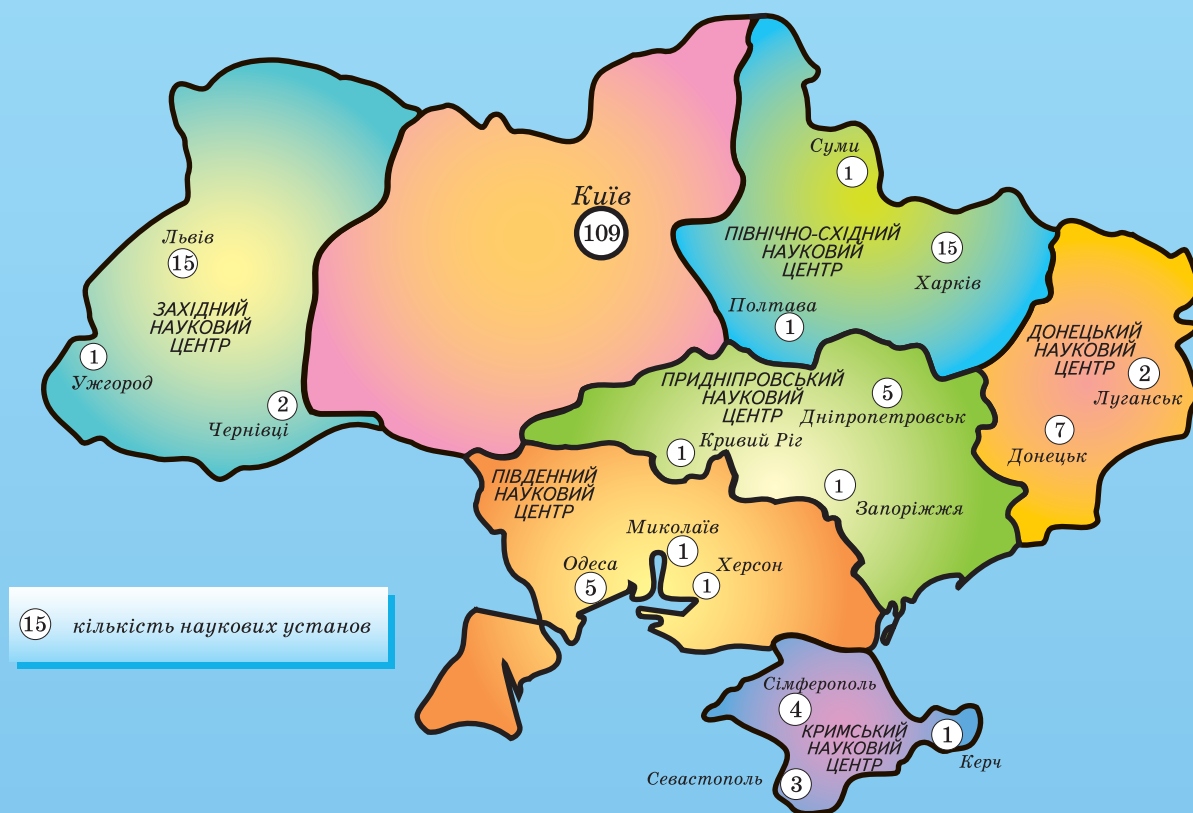 Суми
1
Київ
109
ПІВНІЧНО-СХІДНИЙ
НАУКОВИЙ
ЦЕНТР
15
Харків
Полтава
1
Львів
15
ЗАХІДНИЙ
НАУКОВИЙ
ЦЕНТР
1
Ужгород
2
Чернівці
ДОНЕЦЬКИЙ
НАУКОВИЙ
ЦЕНТР
2
Луганськ
7
Донецьк
ПРИДНІПРОВСЬКИЙ
НАУКОВИЙ
ЦЕНТР
5
Дніпропетровськ
1
Кривий Ріг
1
Запоріжжя
ПІВДЕННИЙ
НАУКОВИЙ
ЦЕНТР
Миколаїв
1
Одеса
5
Херсон
1
15 кількість наукових установ
Сімферополь
4
КРИМСЬКИЙ
НАУКОВИЙ
ЦЕНТР
1
Керч
Севастополь
3